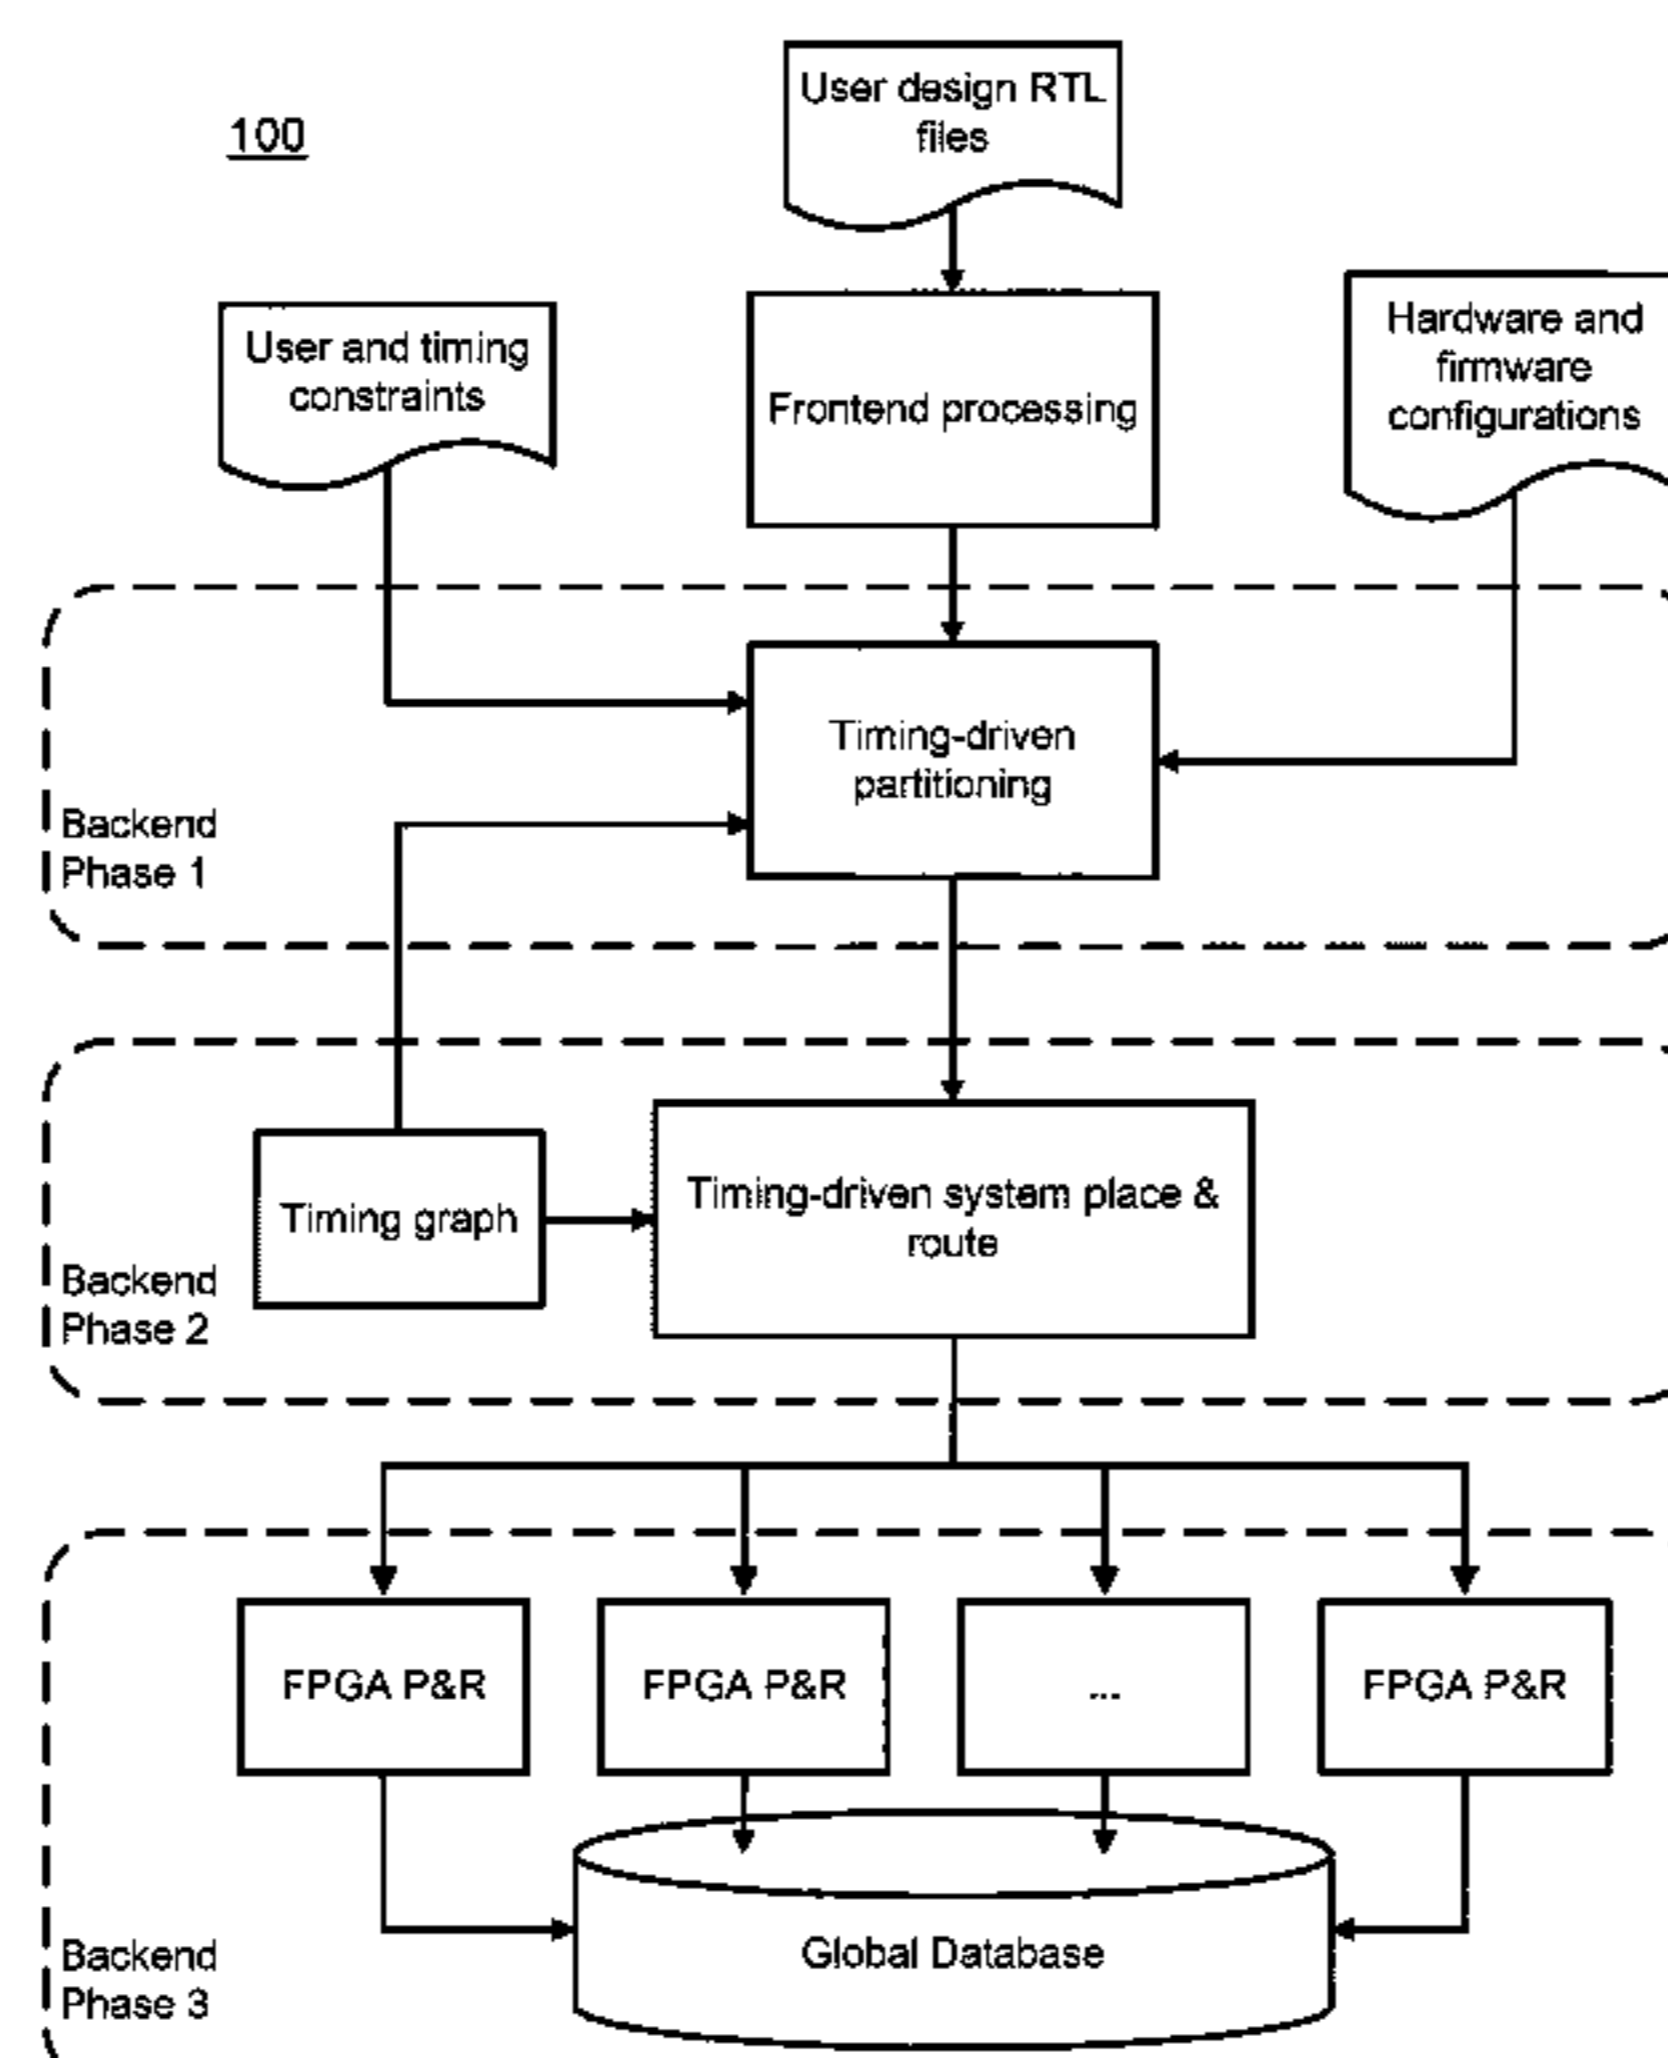 User design RTL
files
100
User and timing
constraints
Frontend processing
Hardware and
firmware
configurations
Timing-driven
partitioning
Backend
Phase 1
Timing graph
Timing-driven system place &
route
Backend
Phase 2
FPGA P&R
FPGA P&R
...
FPGA P&R
Global Database
Backend
Phase 3